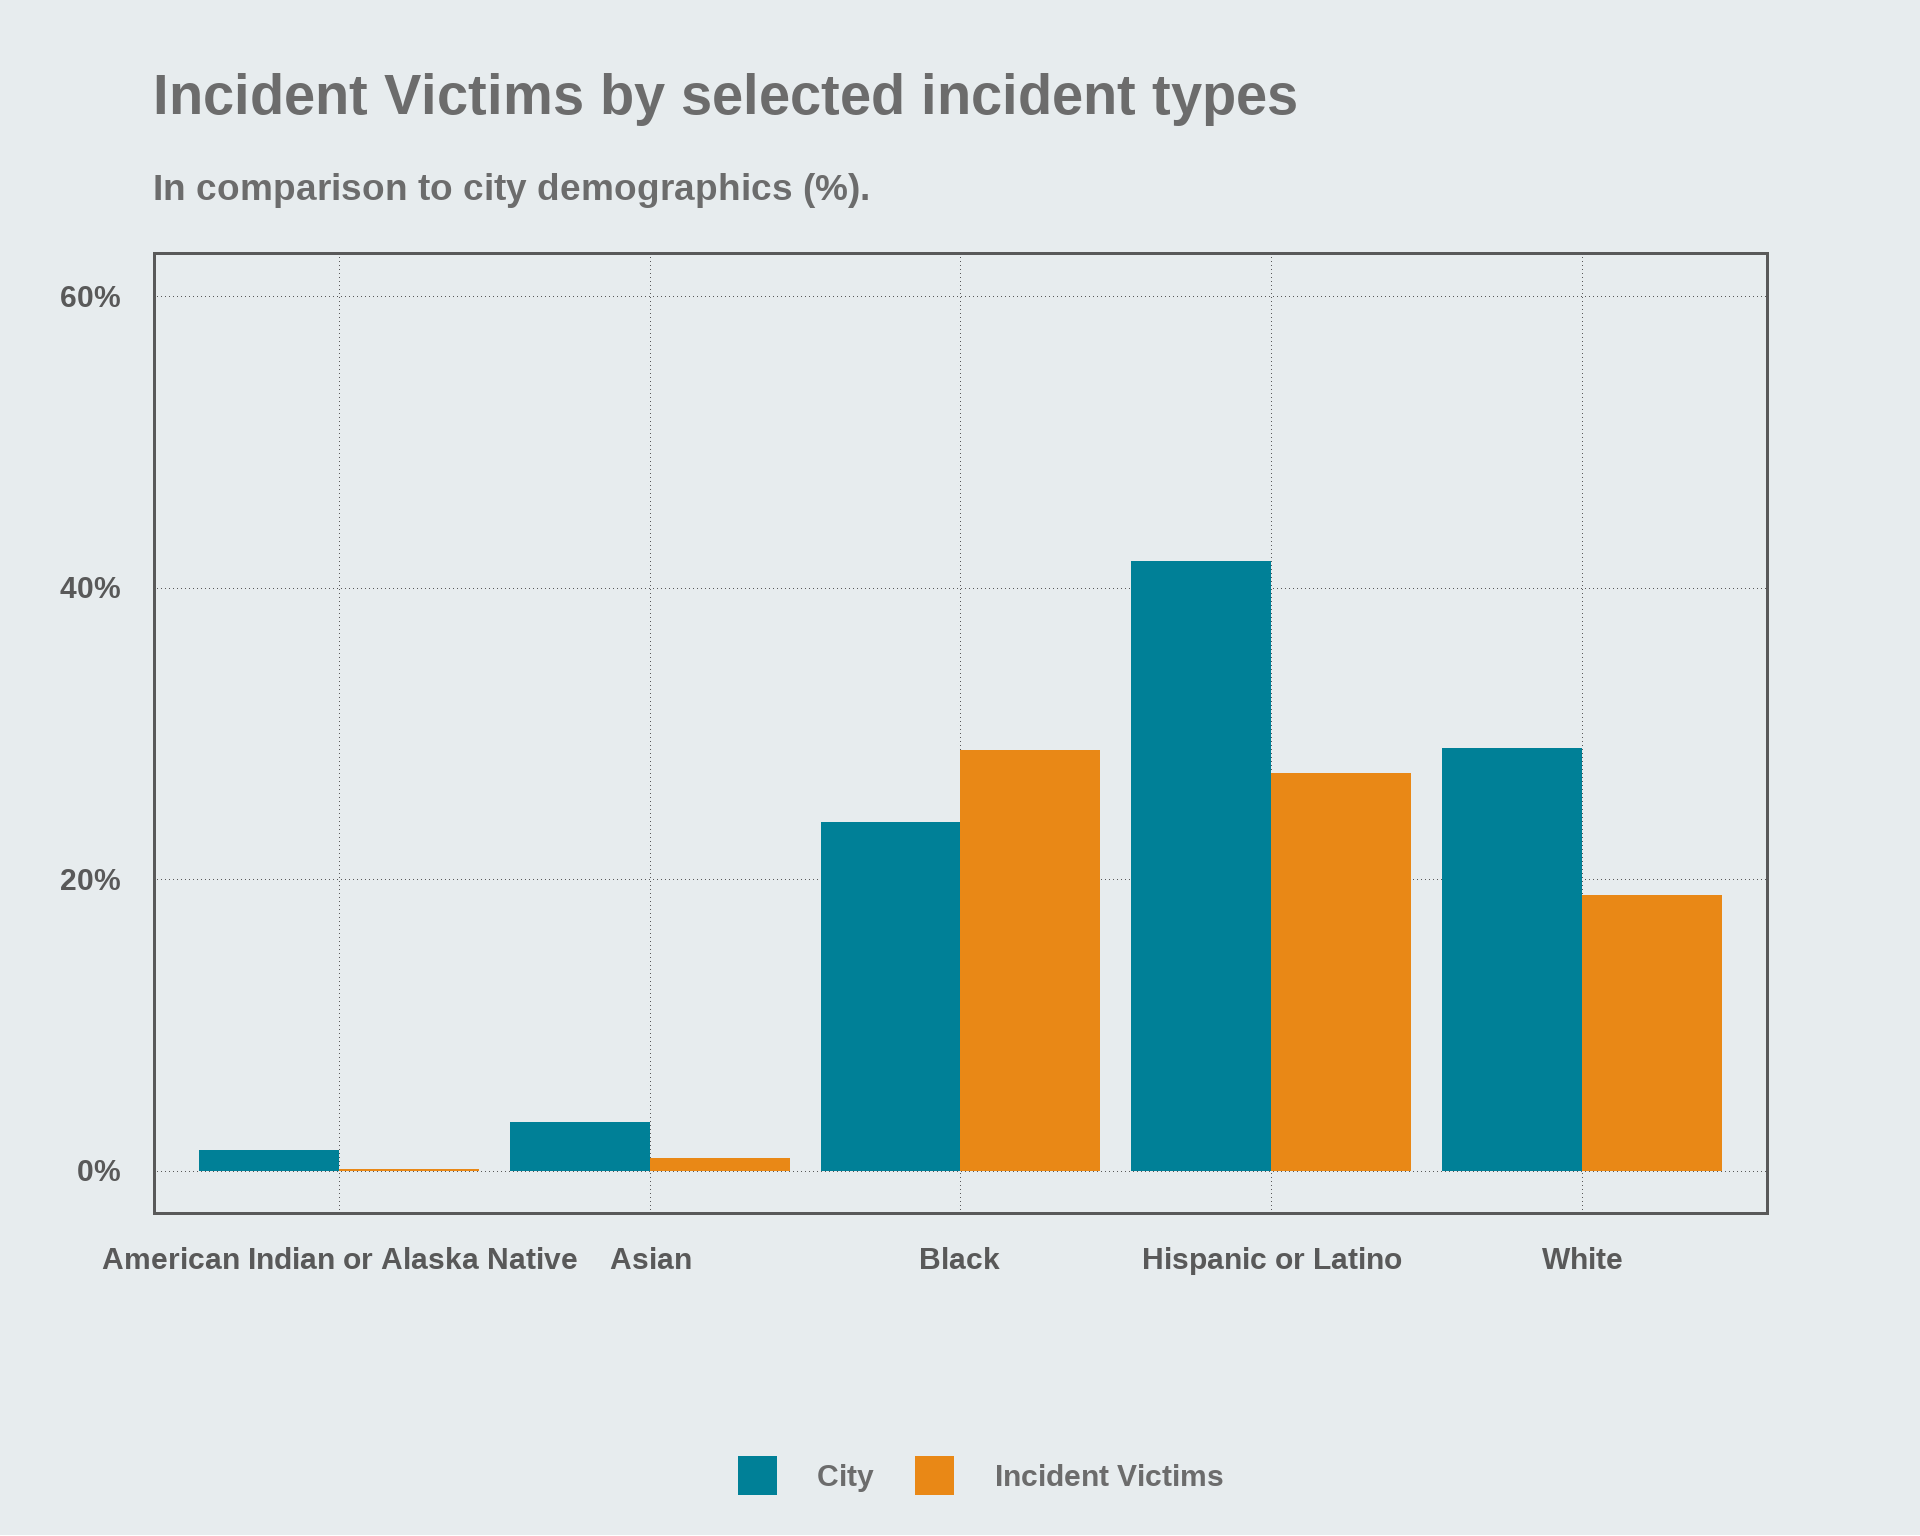 Incident Victims by selected incident types
In comparison to city demographics (%).
60%
40%
20%
0%
American Indian or Alaska Native Asian Black Hispanic or Latino White
City Incident Victims